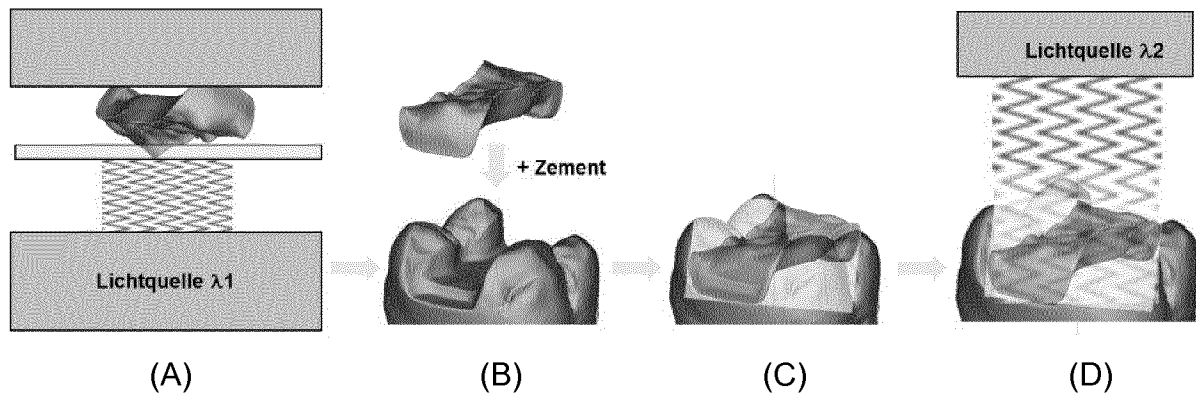 Lichtquelle λ2
+ Zement
Lichtquelle λ1
(A)
(B)
(C)
(D)